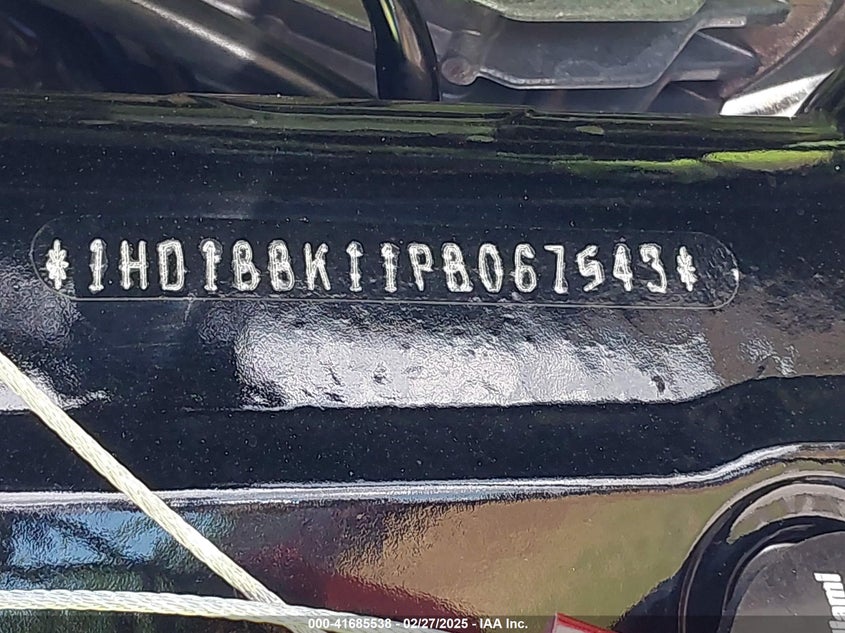 *1HD1BBK11PB067543*
000-41685538 - 02/27/2025 - IAA Inc.